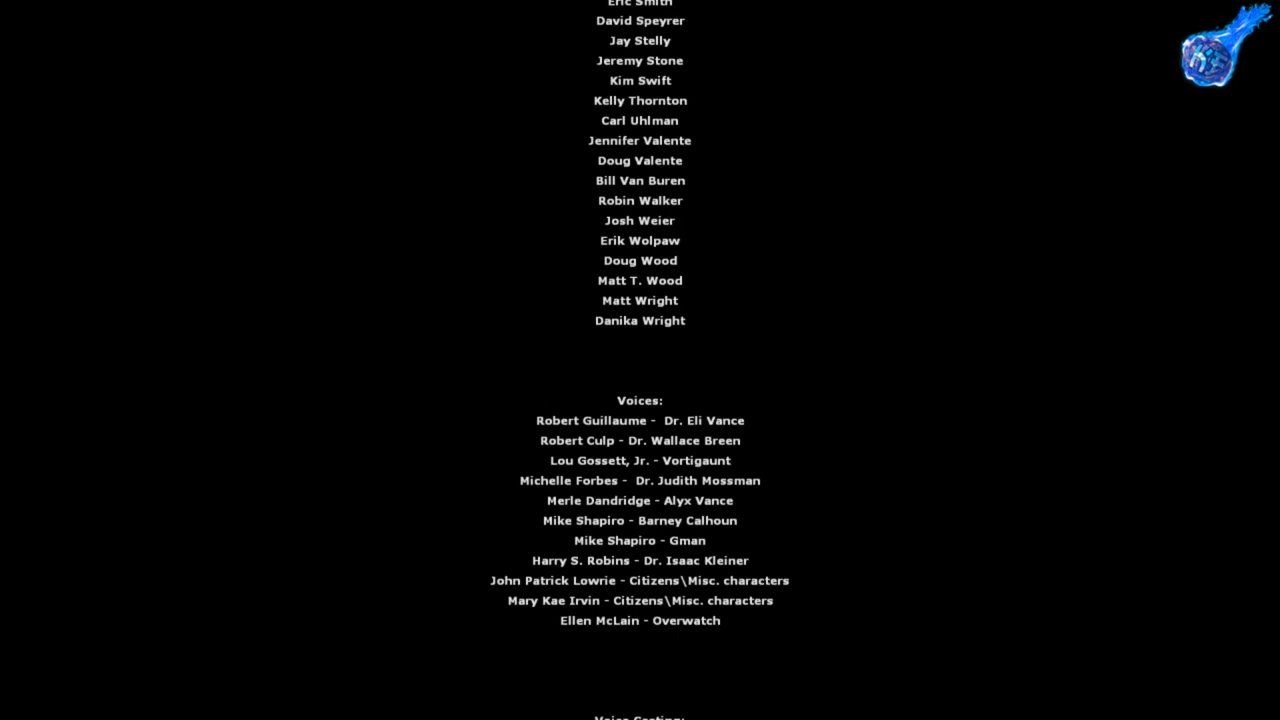 Eric Smith
David Speyrer
Jay Stelly
Jeremy Stone
Kim Swift
Kelly Thornton
Carl Uhlman
Jennifer Valente
Doug Valente
Bill Van Buren
Robin Walker
Josh Weier
Erik Wolpaw
Doug Wood
Matt T. Wood
Matt Wright
Danika Wright
Voices:
Robert Guillaume -  Dr. Eli Vance
Robert Culp - Dr. Wallace Breen
Lou Gossett, Jr. - Vortigaunt
Michelle Forbes -  Dr. Judith Mossman
Merle Dandridge - Alyx Vance
Mike Shapiro - Barney Calhoun
Mike Shapiro - Gman
Harry S. Robins - Dr. Isaac Kleiner
John Patrick Lowrie - Citizens\Misc. characters
Mary Kae Irvin - Citizens\Misc. characters
Ellen McLain - Overwatch
Voice Casting: